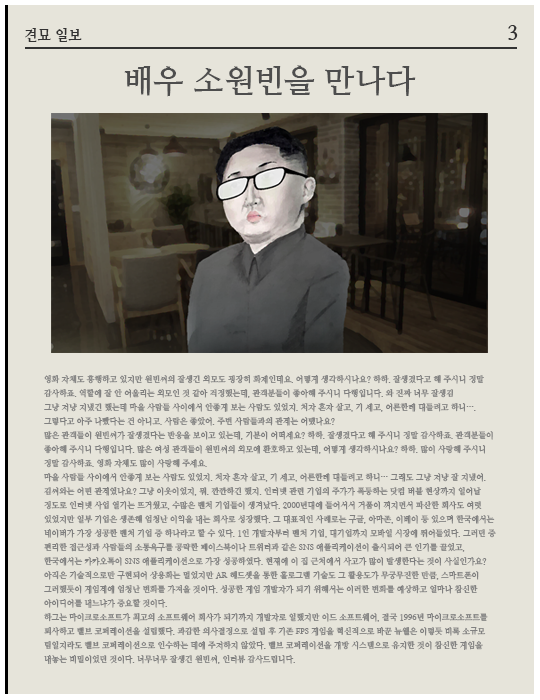 견묘 일보
3
배우 소원빈을 만나다
영화 자체도 흥행하고 있지만 원빈씨의 잘생긴 외모도 굉장히 화제인데요. 어떻게 생각하시나요? 하하. 잘생겼다고 해 주시니 정말
감사하죠. 역할에 잘 안 어울리는 외모인 것 같아 걱정했는데, 관객분들이 좋아해 주시니 다행입니다. 와 진짜 너무 잘생김
그냥 저냥 지냈긴 했는데 마을 사람들 사이에서 안좋게 보는 사람도 있었지. 처자 혼자 살고, 기 세고, 어른한테 대들려고 하니….
그렇다고 아주 나빴다는 건 아니고. 사람은 좋았어. 주변 사람들과의 관계는 어땠나요?
많은 관객들이 원빈씨가 잘생겼다는 반응을 보이고 있는데, 기분이 어떠세요? 하하. 잘생겼다고 해 주시니 정말 감사하죠. 관객분들이
좋아해 주시니 다행입니다. 많은 여성 관객들이 원빈씨의 외모에 환호하고 있는데, 어떻게 생각하시나요? 하하. 많이 사랑해 주시니
정말 감사하죠. 영화 자체도 많이 사랑해 주세요.
마을 사람들 사이에서 안좋게 보는 사람도 있었지. 처자 혼자 살고, 기 세고, 어른한테 대들려고 하니… 그래도 그냥 저냥 잘 지냈어.
김씨와는 어떤 관계였나요? 그냥 이웃이었지, 뭐. 깐깐하긴 했지. 인터넷 관련 기업의 주가가 폭등하는 닷컴 버블 현상까지 일어날
정도로 인터넷 사업 열기는 뜨거웠고, 수많은 벤처 기업들이 생겨났다. 2000년대에 들어서서 거품이 꺼지면서 파산한 회사도 여럿
있었지만 일부 기업은 생존해 엄청난 이익을 내는 회사로 성장했다. 그 대표적인 사례로는 구글, 아마존, 이베이 등 있으며 한국에서는
네이버가 가장 성공한 벤처 기업 중 하나라고 할 수 있다. 1인 개발자부터 벤처 기업, 대기업까지 모바일 시장에 뛰어들었다. 그러던 중
편리한 접근성과 사람들의 소통욕구를 공략한 페이스북이나 트위터과 같은 SNS 애플리케이션이 출시되어 큰 인기를 끌었고,
한국에서는 카카오톡이 SNS 애플리케이션으로 가장 성공하였다. 현재에 이 길 근처에서 사고가 많이 발생한다는 것이 사실인가요?
아직은 기술적으로만 구현되어 상용화는 멀었지만 AR 헤드셋을 통한 홀로그램 기술도 그 활용도가 무궁무진한 만큼, 스마트폰이
그러했듯이 게임계에 엄청난 변화를 가져올 것이다. 성공한 게임 개발자가 되기 위해서는 이러한 변화를 예상하고 얼마나 참신한
아이디어를 내느냐가 중요할 것이다.
하그는 마이크로소프트가 최고의 소프트웨어 회사가 되기까지 개발자로 일했지만 이드 소프트웨어, 결국 1996년 마이크로소프트를
퇴사하고 밸브 코퍼레이션을 설립했다. 과감한 의사결정으로 설립 후 기존 FPS 게임을 혁신적으로 바꾼 뉴웰은 이렇듯 비록 소규모
팀일지라도 밸브 코퍼레이션으로 인수하는 데에 주저하지 않았다. 밸브 코퍼레이션을 개방 시스템으로 유지한 것이 참신한 게임을
내놓는 비밀이었던 것이다. 너무너무 잘생긴 원빈씨, 인터뷰 감사드립니다.